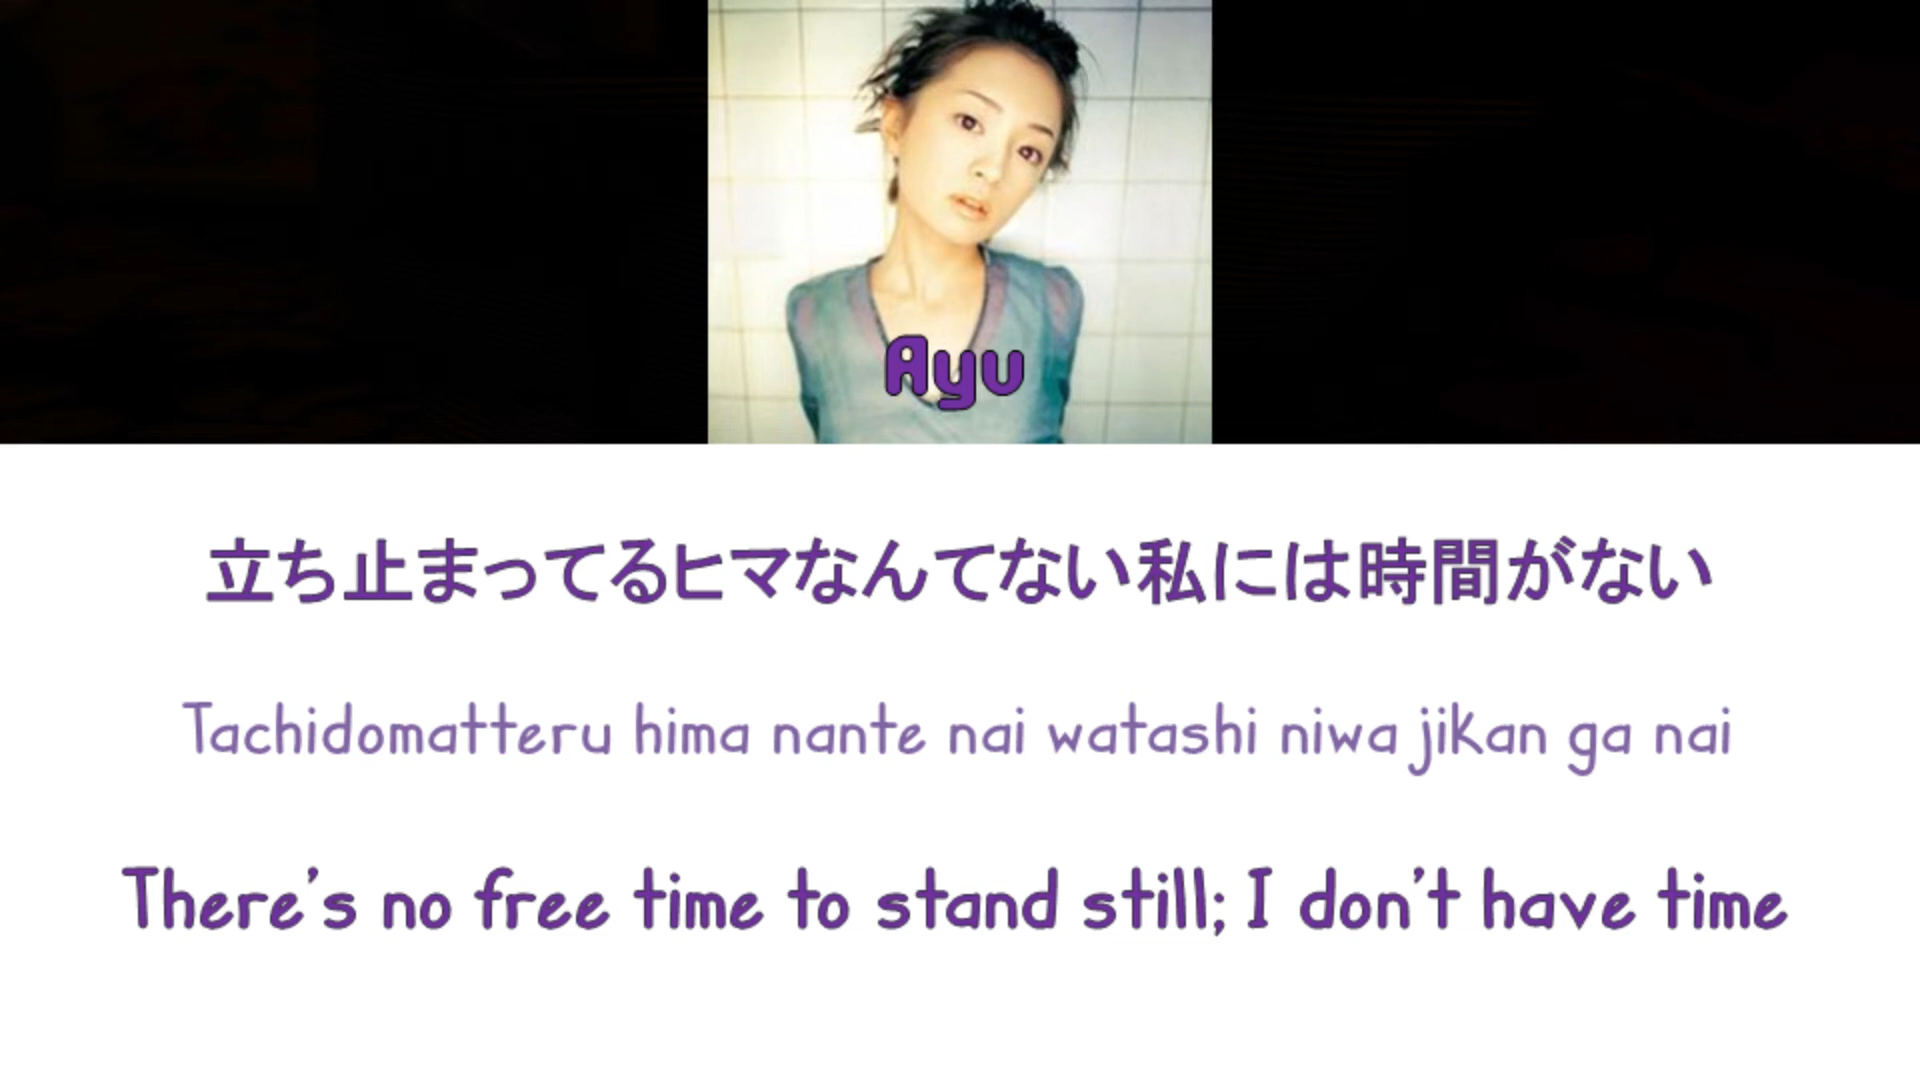 Ayu
立ち止まってるヒマなんてない私には時間がない
Tachidomatteru hima nante nai watashi niwa jikan ga nai
There's no free time to stand still; I don't have time